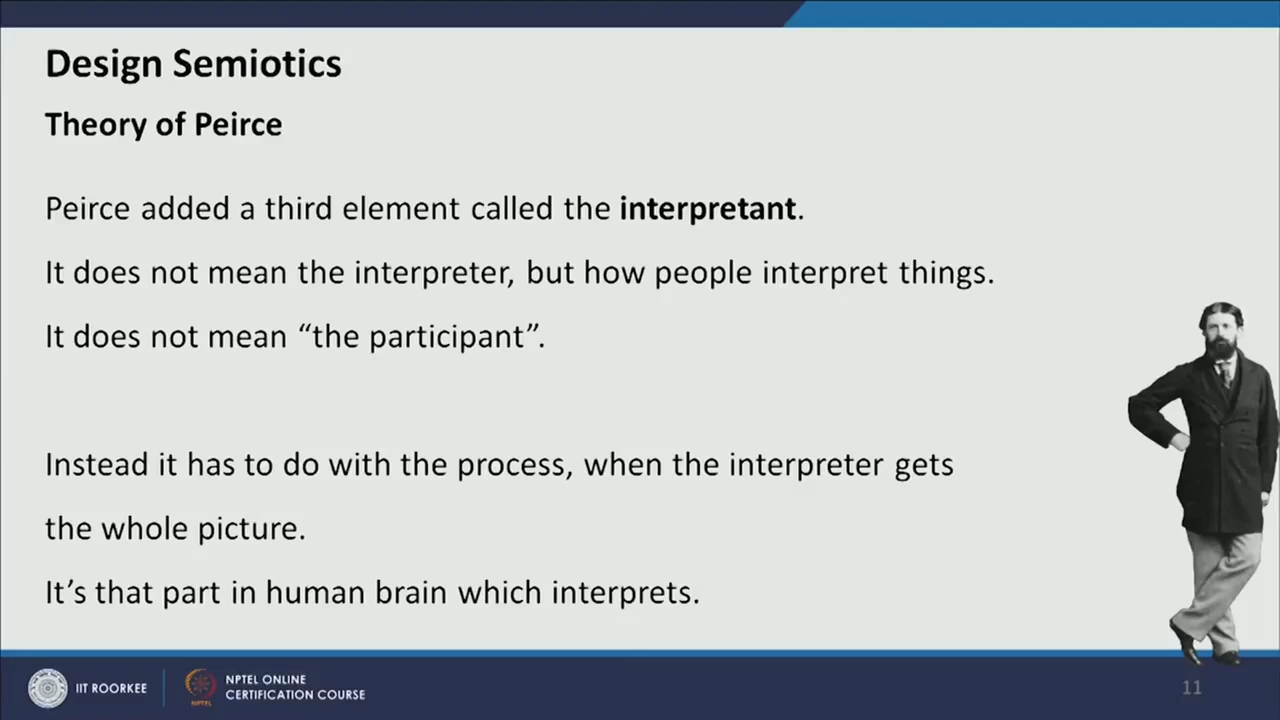 Design Semiotics
Theory of Peirce
Peirce added a third element called the interpretant.
It does not mean the interpreter, but how people interpret things.
It does not mean “the participant”.
Instead it has to do with the process, when the interpreter gets
the whole picture.
It’s that part in human brain which interprets.
IIT ROORKEE
NPTEL
NPTEL ONLINE
CERTIFICATION COURSE
11